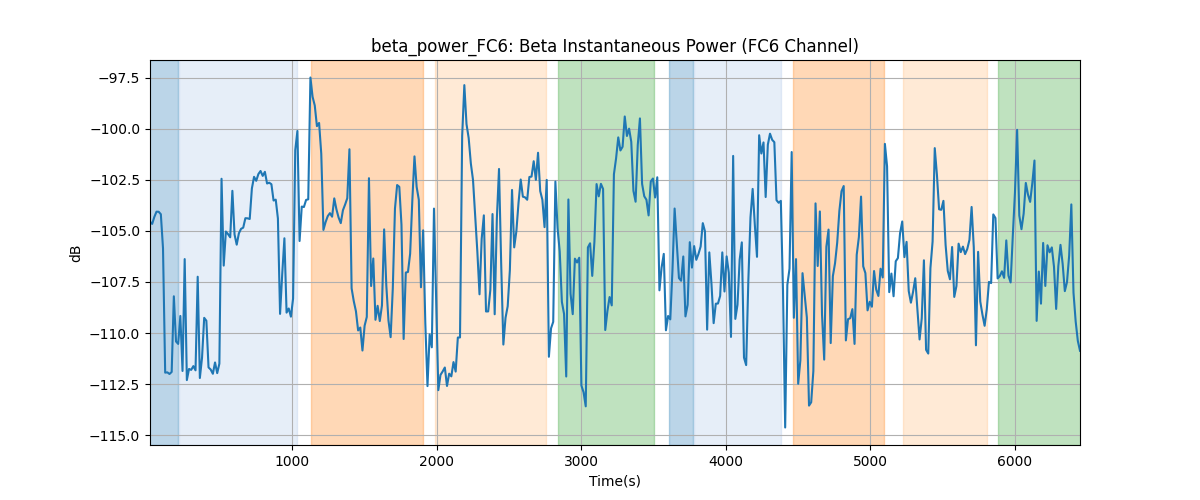 beta_power_FC6: Beta Instantaneous Power (FC6 Channel)
dB
−97.5
−100.0
−102.5
−105.0
−107.5
−110.0
−112.5
−115.0
1000 2000 3000 4000 5000 6000
Time(s)